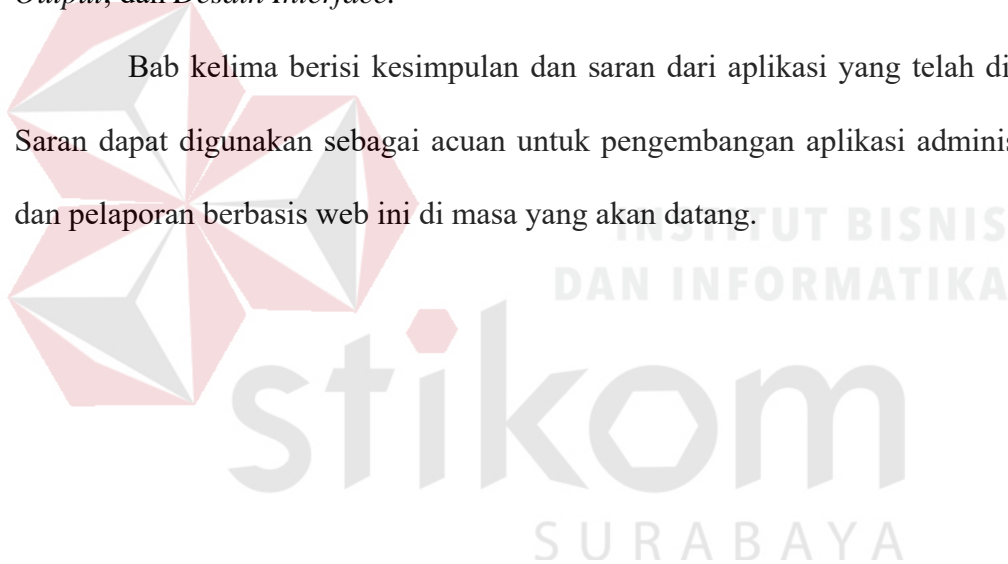 Output, dan Desain Interface.
Bab kelima berisi kesimpulan dan saran dari aplikasi yang telah di
Saran dapat digunakan sebagai acuan untuk pengembangan aplikasi adminis
dan pelaporan berbasis web ini di masa yang akan datang.
INSTITUT BISNIS
DAN INFORMATIKA
stikom
SURABAYA